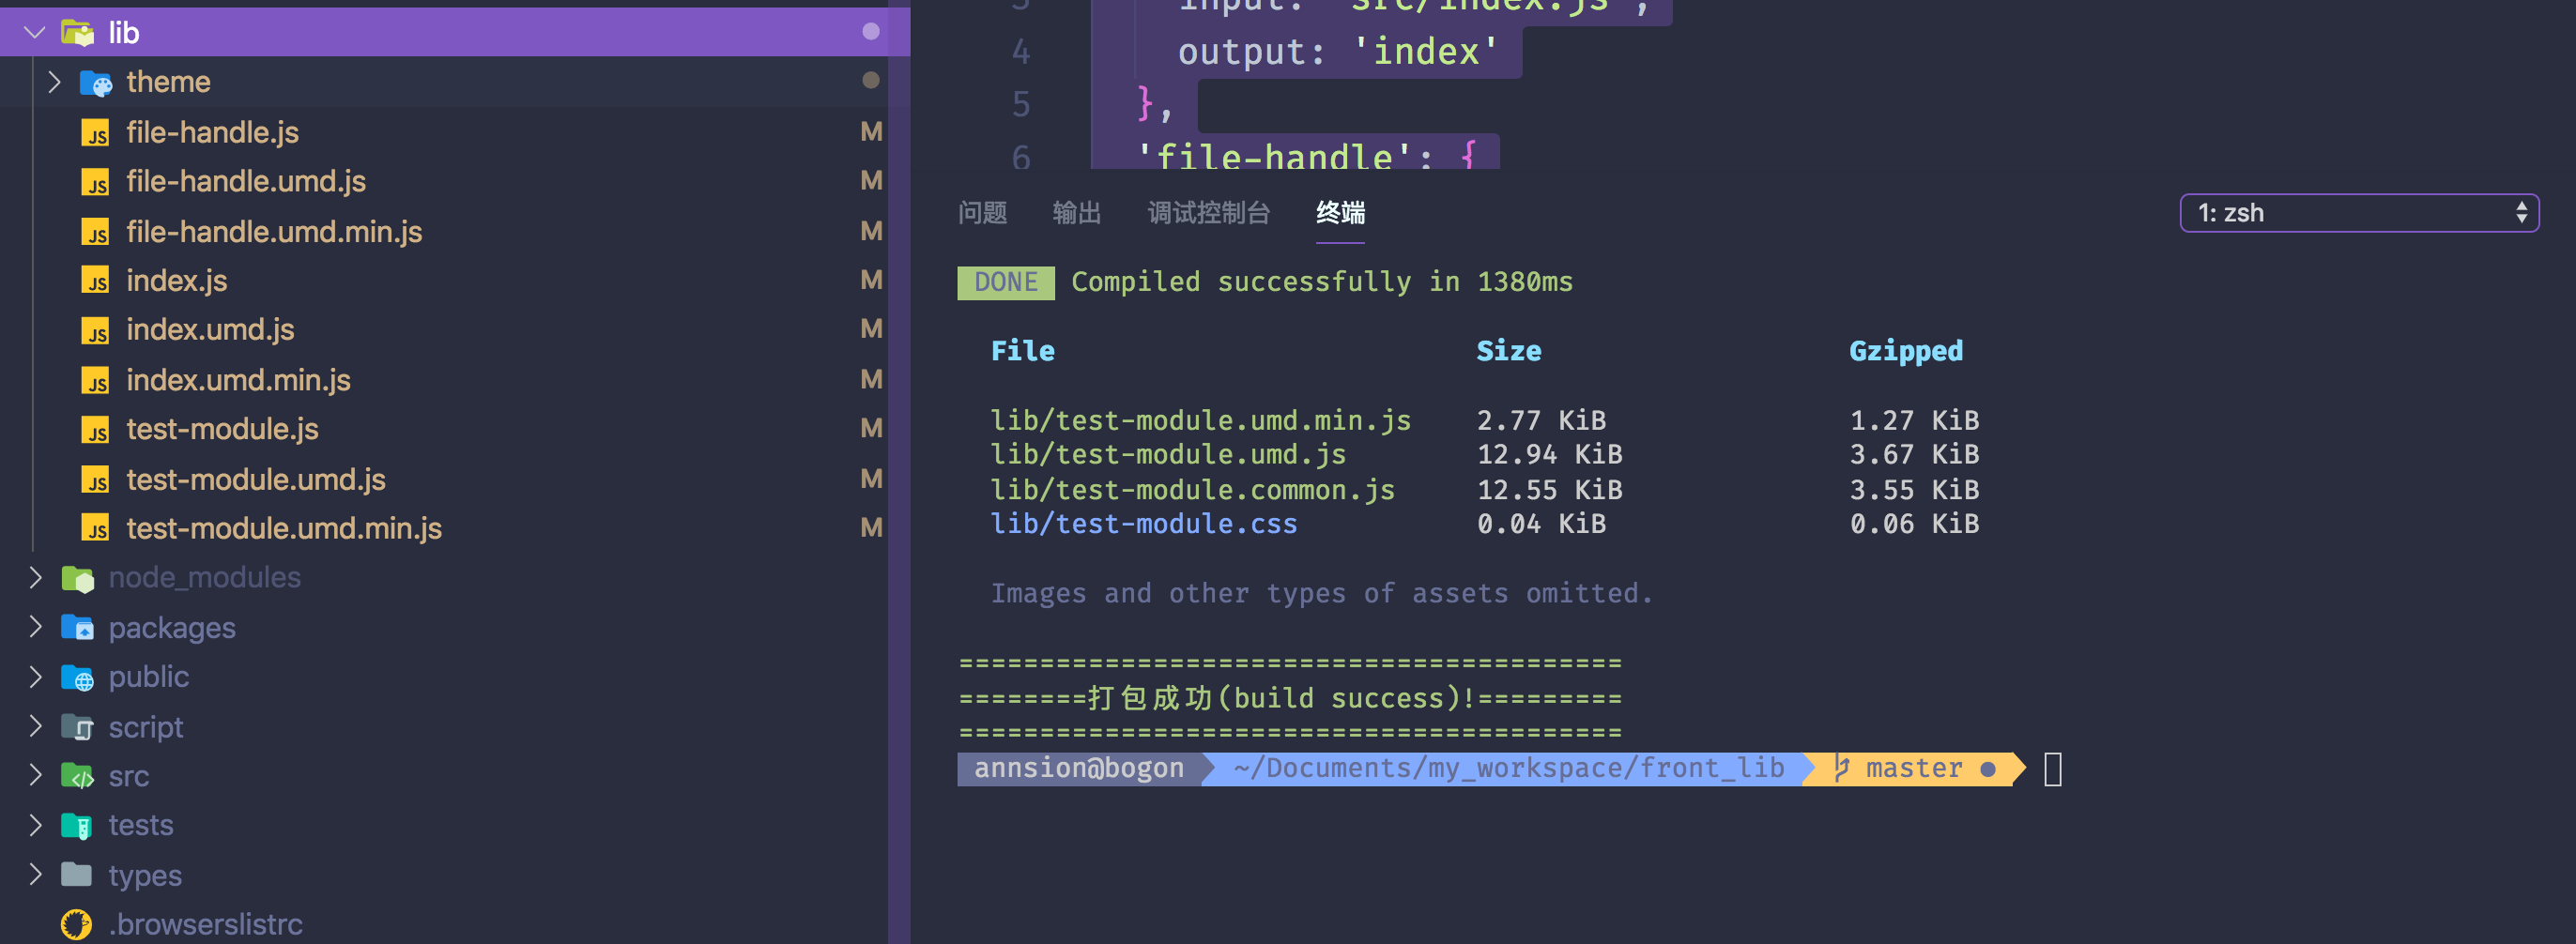 lib
theme
file-handle.js M
file-handle.umd.js M
file-handle.umd.min.js M
index.js M
index.umd.js M
index.umd.min.js M
test-module.js M
test-module.umd.js M
test-module.umd.min.js M
node_modules
packages
public
script
src
tests
types
.browserslistrc
3 input: 'src/index.js',
4 output: 'index'
5 },
6 'file-handle': {
问题 输出 调试控制台 终端 1: zsh
DONE Compiled successfully in 1380ms
File Size Gzipped
lib/test-module.umd.min.js 2.77 KiB 1.27 KiB
lib/test-module.umd.js 12.94 KiB 3.67 KiB
lib/test-module.common.js 12.55 KiB 3.55 KiB
lib/test-module.css 0.04 KiB 0.06 KiB
Images and other types of assets omitted.
=========================================
========打包成功(build success)!=========
=========================================
annsion@bogon ~/Documents/my_workspace/front_lib master ●